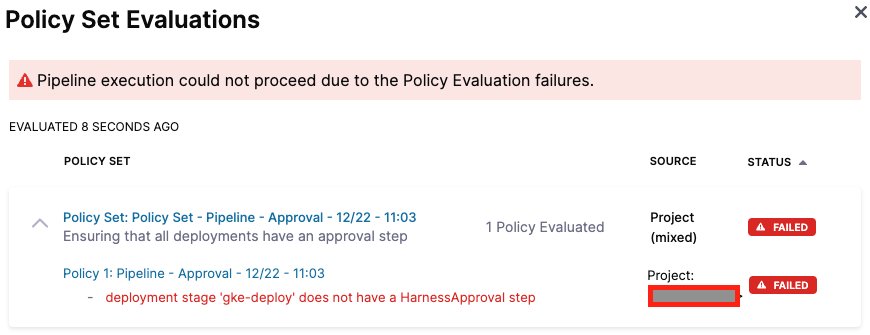 Policy Set Evaluations
Pipeline execution could not proceed due to the Policy Evaluation failures.
EVALUATED 8 SECONDS AGO
POLICY SET SOURCE STATUS
Policy Set: Policy Set - Pipeline - Approval - 12/22 - 11:03
Ensuring that all deployments have an approval step
1 Policy Evaluated
Project
(mixed)
FAILED
Policy 1: Pipeline - Approval - 12/22 - 11:03
Project:
FAILED
- deployment stage 'gke-deploy' does not have a HarnessApproval step